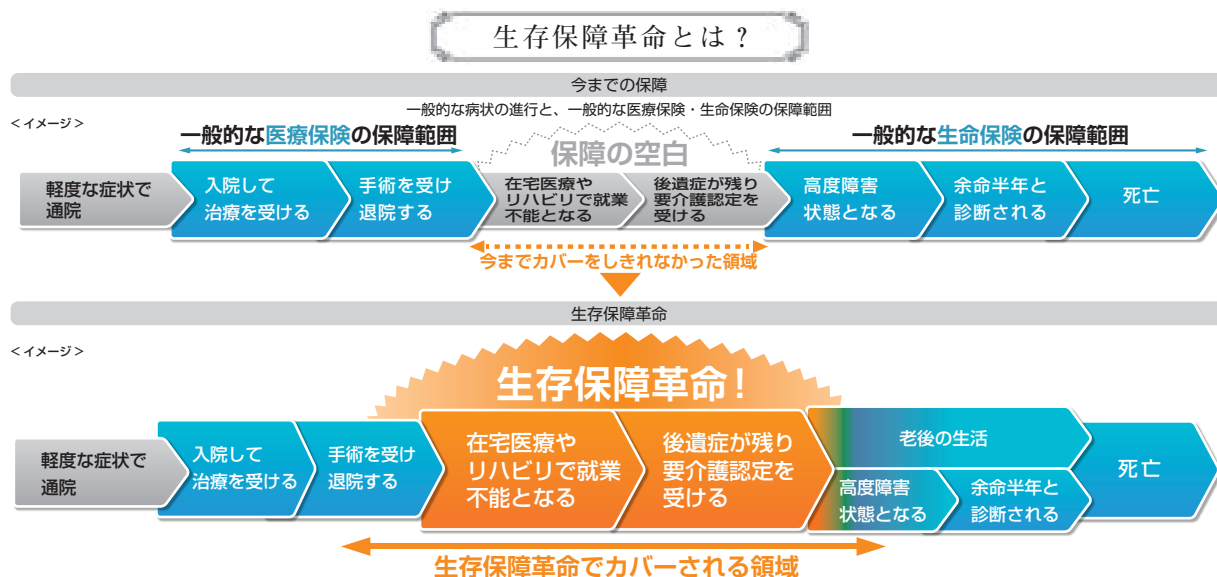 生存保障革命とは？
今までの保障
一般的な病状の進行と、一般的な医療保険・生命保険の保障範囲
＜イメージ＞
一般的な医療保険の保障範囲
保障の空白
一般的な生命保険の保障範囲
軽度な症状で
通院
入院して
治療を受ける
手術を受け
退院する
在宅医療や
リハビリで就業
不能となる
後遺症が残り
要介護認定を
受ける
高度障害
状態となる
余命半年と
診断される
死亡
今までカバーをしきれなかった領域
生存保障革命
＜イメージ＞
生存保障革命！
軽度な症状で
通院
入院して
治療を受ける
手術を受け
退院する
在宅医療や
リハビリで就業
不能となる
後遺症が残り
要介護認定を
受ける
老後の生活
高度障害
状態となる
余命半年と
診断される
死亡
生存保障革命でカバーされる領域